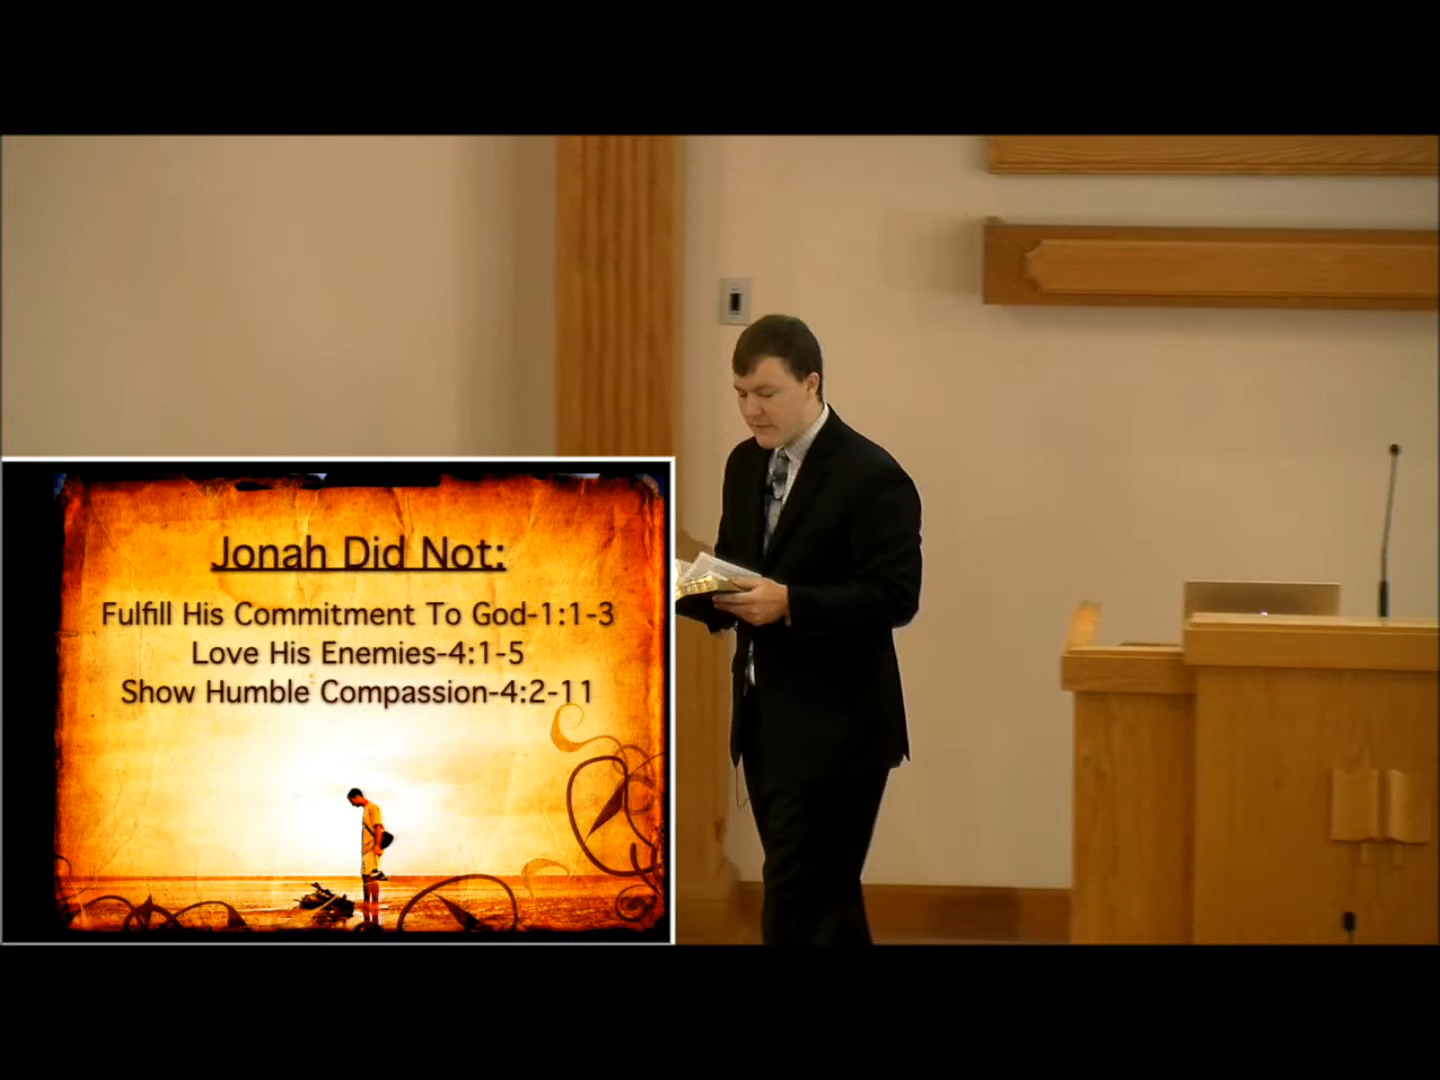 Jonah Did Not:
Fulfill His Commitment To God-1:1-3
Love His Enemies-4:1-5
Show Humble Compassion-4:2-11